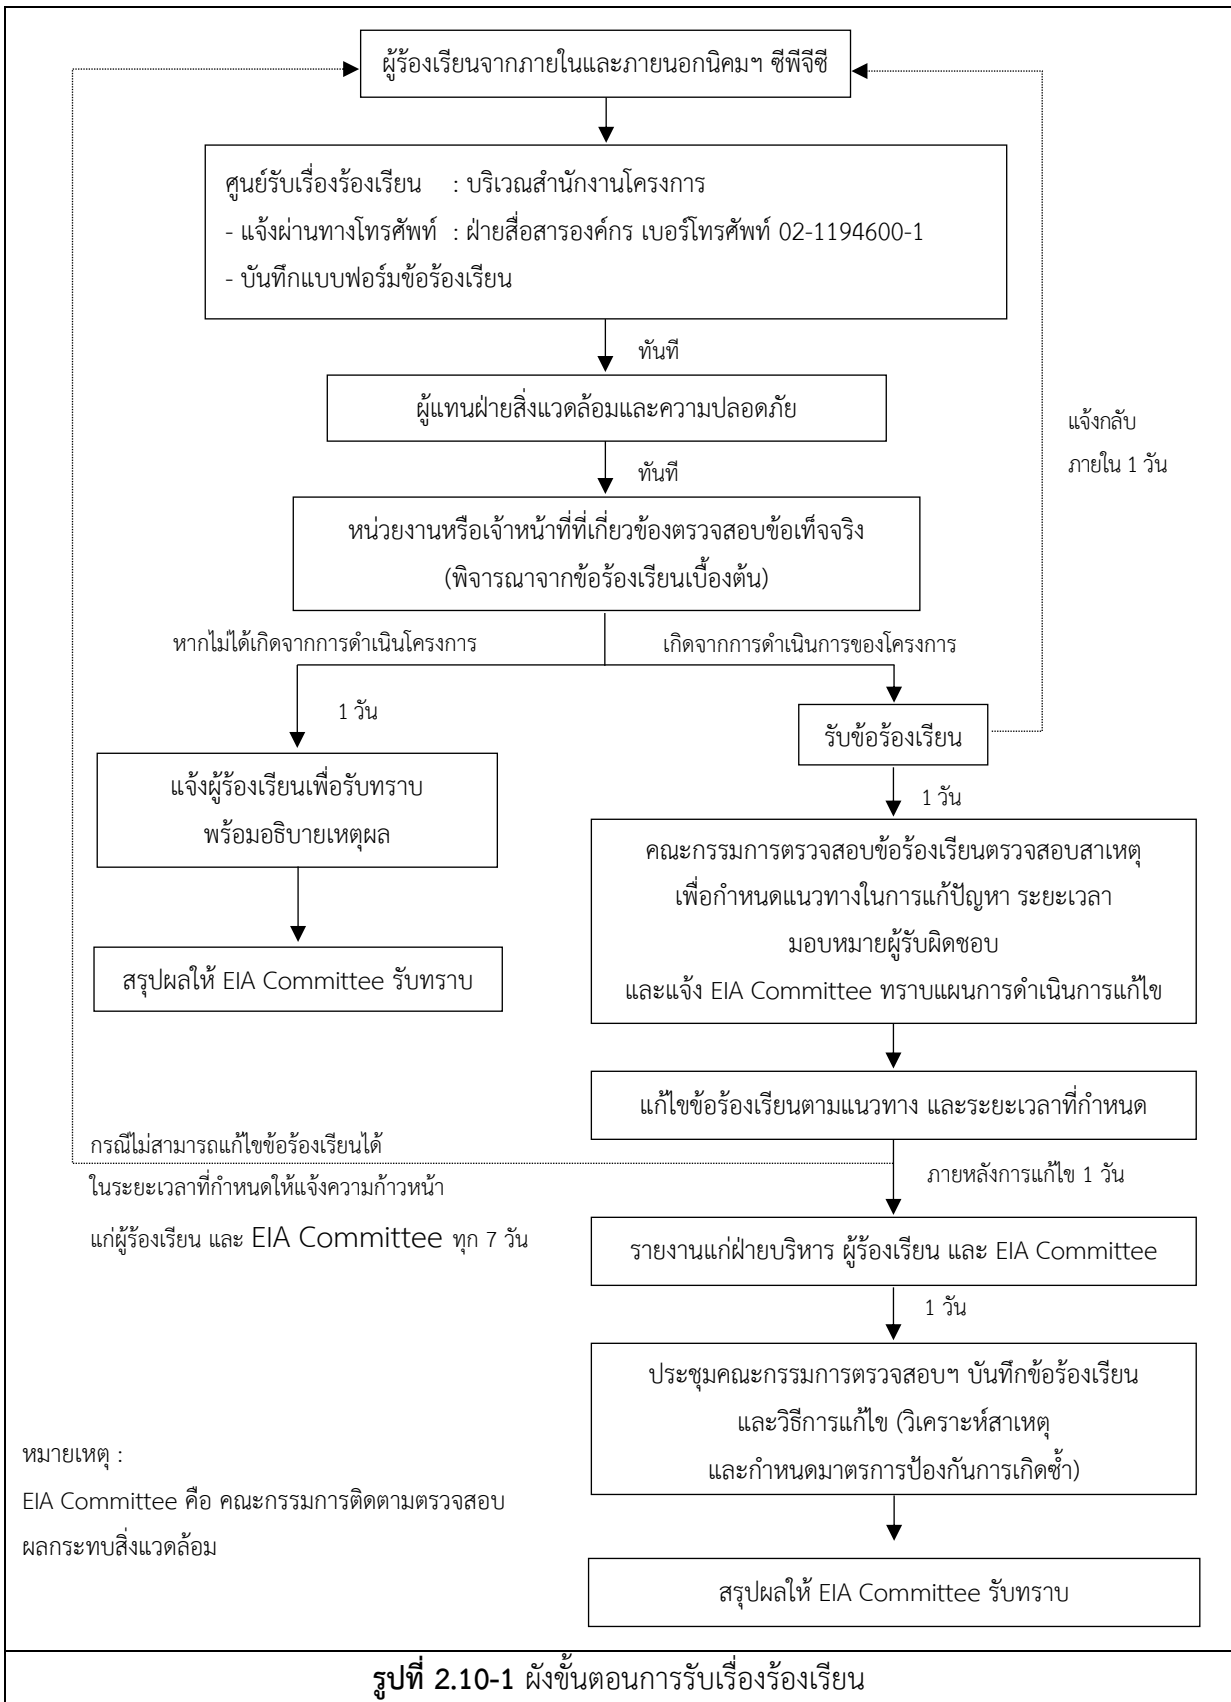 ผู้ร้องเรียนจากภายในและภายนอกนิคมฯ ซีพีจีซี
ศูนย์รับเรื่องร้องเรียน : บริเวณสำนักงานโครงการ
- แจ้งผ่านทางโทรศัพท์ : ฝ่ายสื่อสารองค์กร เบอร์โทรศัพท์ 02-1194600-1
- บันทึกแบบฟอร์มข้อร้องเรียน
ทันที
ผู้แทนฝ่ายสิ่งแวดล้อมและความปลอดภัย
แจ้งกลับ
ภายใน 1 วัน
ทันที
หน่วยงานหรือเจ้าหน้าที่ที่เกี่ยวข้องตรวจสอบข้อเท็จจริง
(พิจารณาจากข้อร้องเรียนเบื้องต้น)
หากไม่ได้เกิดจากการดำเนินโครงการ
เกิดจากการดำเนินการของโครงการ
1 วัน
รับข้อร้องเรียน
แจ้งผู้ร้องเรียนเพื่อรับทราบ
พร้อมอธิบายเหตุผล
1 วัน
คณะกรรมการตรวจสอบข้อร้องเรียนตรวจสอบสาเหตุ
เพื่อกำหนดแนวทางในการแก้ปัญหา ระยะเวลา
มอบหมายผู้รับผิดชอบ
และแจ้ง EIA Committee ทราบแผนการดำเนินการแก้ไข
สรุปผลให้ EIA Committee รับทราบ
แก้ไขข้อร้องเรียนตามแนวทาง และระยะเวลาที่กำหนด
กรณีไม่สามารถแก้ไขข้อร้องเรียนได้
ในระยะเวลาที่กำหนดให้แจ้งความก้าวหน้า
แก่ผู้ร้องเรียน และ EIA Committee ทุก 7 วัน
ภายหลังการแก้ไข 1 วัน
รายงานแก่ฝ่ายบริหาร ผู้ร้องเรียน และ EIA Committee
1 วัน
ประชุมคณะกรรมการตรวจสอบฯ บันทึกข้อร้องเรียน
และวิธีการแก้ไข (วิเคราะห์สาเหตุ
และกำหนดมาตรการป้องกันการเกิดซ้ำ)
หมายเหตุ :
EIA Committee คือ คณะกรรมการติดตามตรวจสอบ
ผลกระทบสิ่งแวดล้อม
สรุปผลให้ EIA Committee รับทราบ
รูปที่ 2.10-1 ผังขั้นตอนการรับเรื่องร้องเรียน